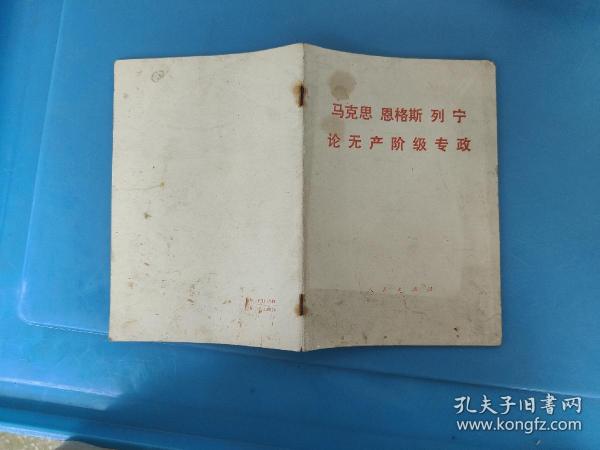 马克思 恩格斯 列宁
论无产阶级专政
人民出版社
孔夫子旧书网
www.kongfz.com